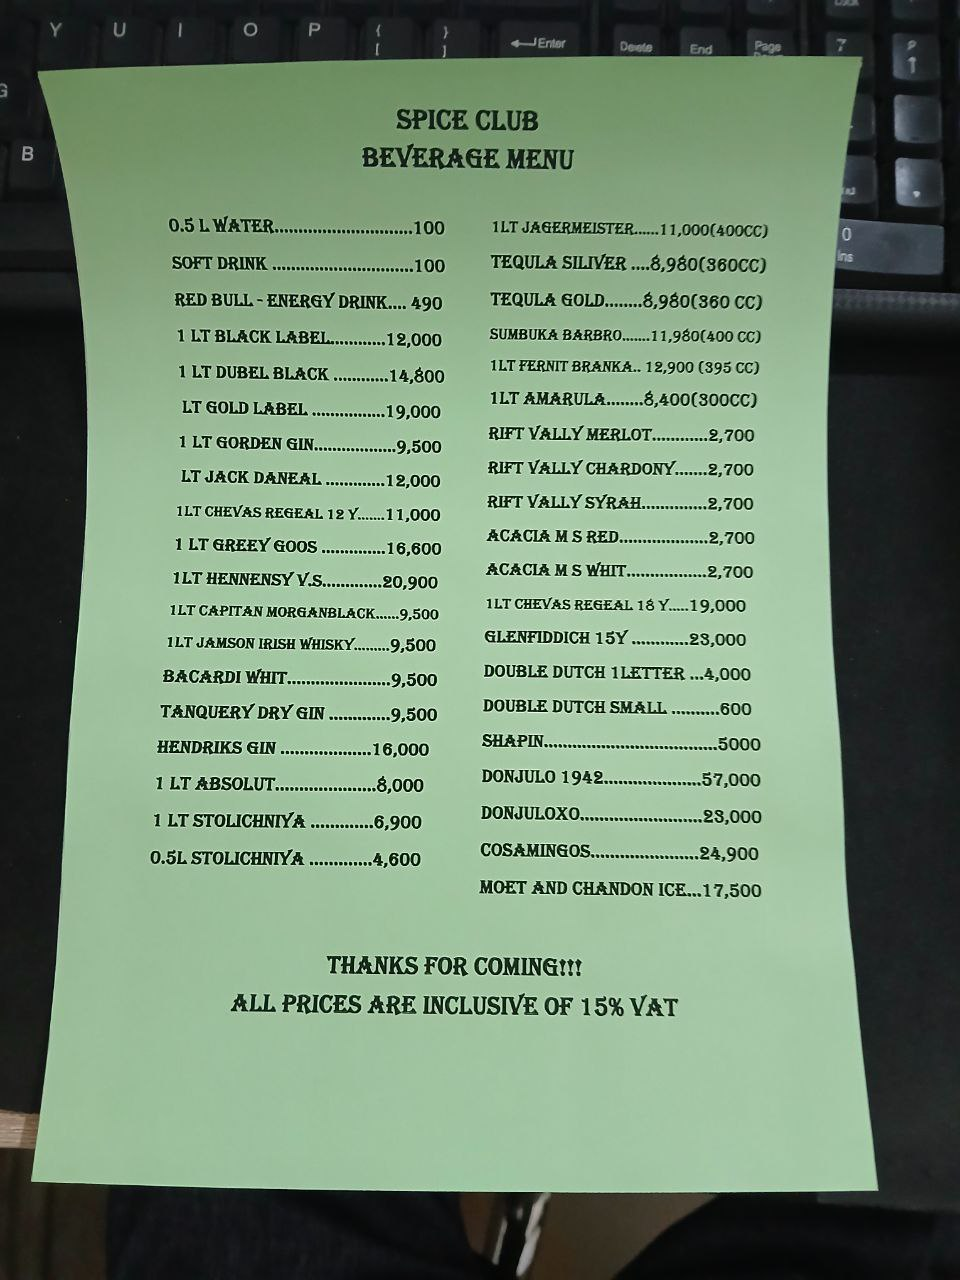 SPICE CLUB
BEVERAGE MENU
0.5 L WATER..............................100
SOFT DRINK ..............................100
RED BULL - ENERGY DRINK.... 490
1 LT BLACK LABEL............12,000
1 LT DUBEL BLACK ............14,800
LT GOLD LABEL ................19,000
1 LT GORDEN GIN..................9,500
LT JACK DANEAL .............12,000
1LT CHEVAS REGEAL 12 Y.......11,000
1 LT GREEY GOOS ..............16,600
1LT HENNENSY V.S.............20,900
1LT CAPITAN MORGANBLACK......9,500
1LT JAMSON IRISH WHISKY.........9,500
BACARDI WHIT......................9,500
TANQUERY DRY GIN .............9,500
HENDRIKS GIN ....................16,000
1 LT ABSOLUT......................8,000
1 LT STOLICHNIYA .............6,900
0.5L STOLICHNIYA .............4,600
1LT JAGERMEISTER......11,000(400CC)
TEQULA SILIVER ....8,980(360CC)
TEQULA GOLD........8,980(360 CC)
SUMBUKA BARBRO.......11,980(400 CC)
1LT FERNIT BRANKA.. 12,900 (395 CC)
1LT AMARULA........8,400(300CC)
RIFT VALLY MERLOT............2,700
RIFT VALLY CHARDONY.......2,700
RIFT VALLY SYRAH..............2,700
ACACIA M S RED...................2,700
ACACIA M S WHIT.................2,700
1LT CHEVAS REGEAL 18 Y.....19,000
GLENFIDDICH 15Y ............23,000
DOUBLE DUTCH 1LETTER ...4,000
DOUBLE DUTCH SMALL ..........600
SHAPIN.....................................5000
DONJULO 1942.....................57,000
DONJULOXO..........................23,000
COSAMINGOS.......................24,900
MOET AND CHANDON ICE...17,500
THANKS FOR COMING!!!
ALL PRICES ARE INCLUSIVE OF 15% VAT
Y U I O P { [ } ] Enter Delete End Page 7 9
G
B
0
Ins